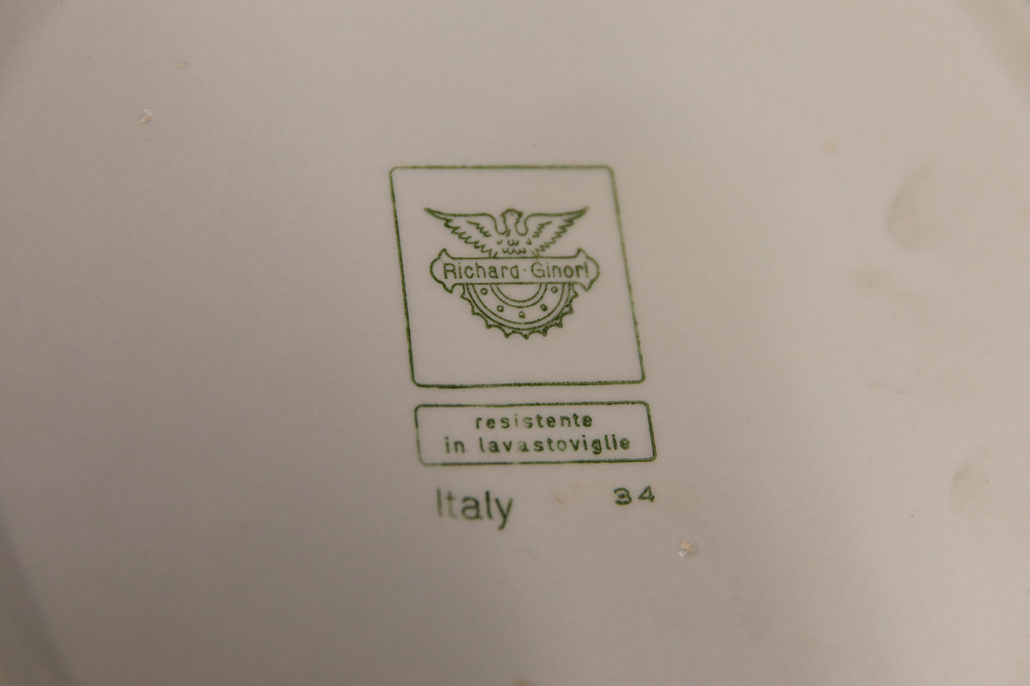 Richard-Ginori
resistente
in lavastoviglie
Italy 34